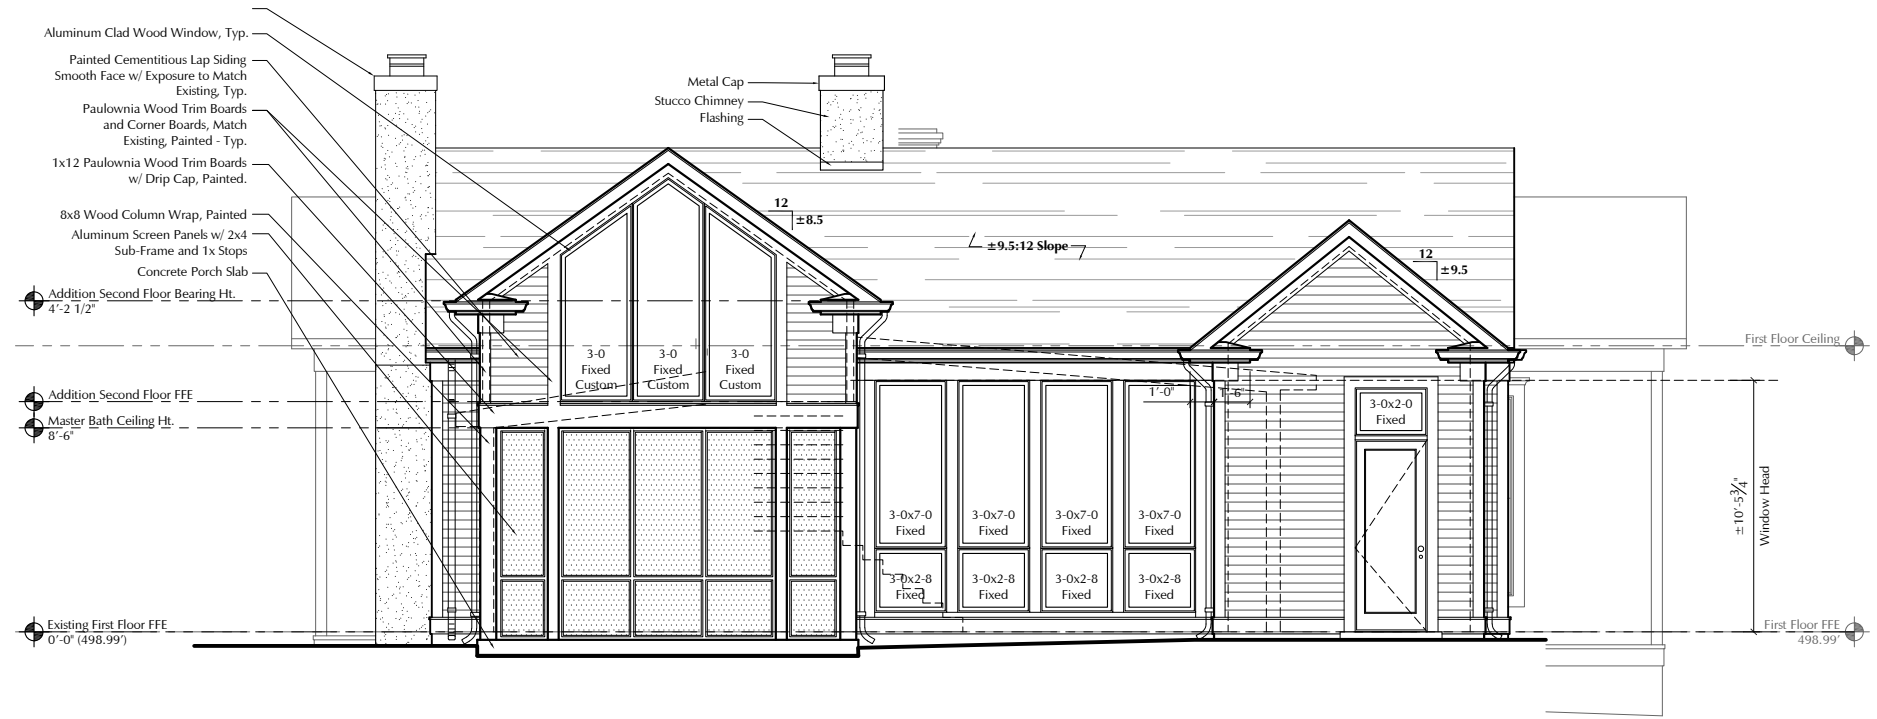 Aluminum Clad Wood Window, Typ.
Painted Cementitious Lap Siding
Smooth Face w/ Exposure to Match
Existing, Typ.
Paulownia Wood Trim Boards
and Corner Boards, Match
Existing, Painted - Typ.
1x12 Paulownia Wood Trim Boards
w/ Drip Cap, Painted.
8x8 Wood Column Wrap, Painted
Aluminum Screen Panels w/ 2x4
Sub-Frame and 1x Stops
Concrete Porch Slab
Addition Second Floor Bearing Ht.
4'-2 1/2"
Addition Second Floor FFE
Master Bath Ceiling Ht.
8'-6"
Existing First Floor FFE
0'-0" (498.99')
Metal Cap
Stucco Chimney
Flashing
12
±8.5
±9.5:12 Slope
12
±9.5
3-0
Fixed
Custom
3-0
Fixed
Custom
3-0
Fixed
Custom
1'-0"
1'-6"
3-0x2-0
Fixed
3-0x7-0
Fixed
3-0x7-0
Fixed
3-0x7-0
Fixed
3-0x7-0
Fixed
3-0x2-8
Fixed
3-0x2-8
Fixed
3-0x2-8
Fixed
3-0x2-8
Fixed
First Floor Ceiling
±10'-5 3/4"
Window Head
First Floor FFE
498.99'